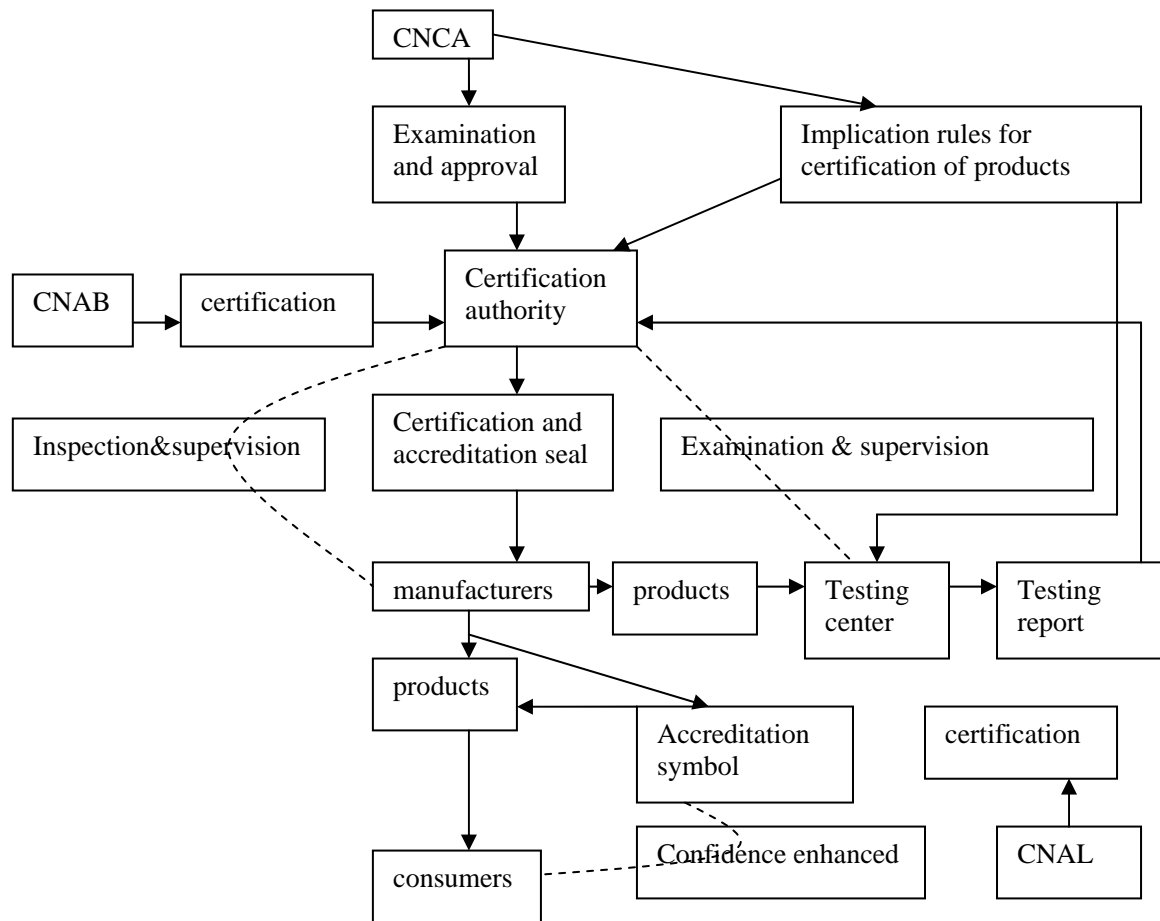 CNCA
Examination
and approval
Implication rules for
certification of products
CNAB
certification
Certification
authority
Inspection&supervision
Certification and
accreditation seal
Examination & supervision
manufacturers
products
Testing
center
Testing
report
products
Accreditation
symbol
certification
Confidence enhanced
CNAL
consumers